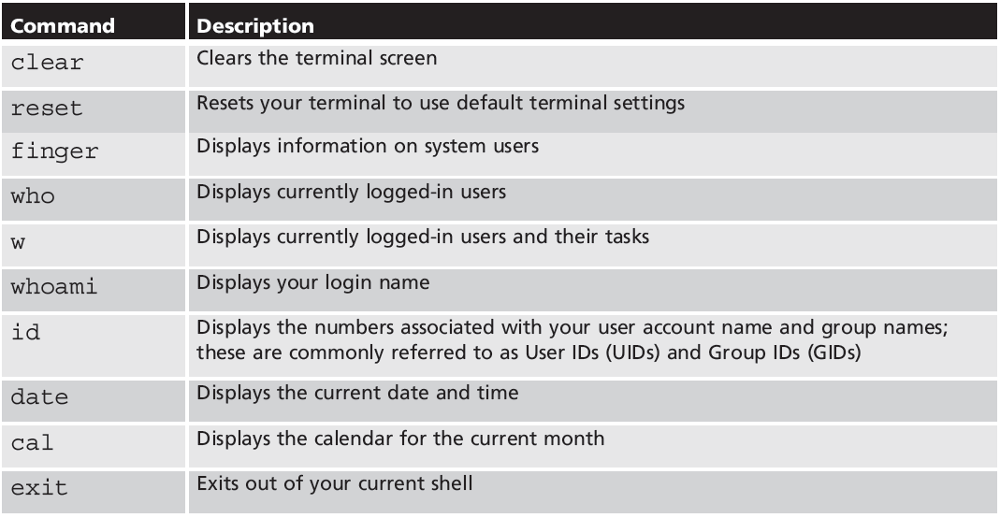 Command Description
clear Clears the terminal screen
reset Resets your terminal to use default terminal settings
finger Displays information on system users
who Displays currently logged-in users
w Displays currently logged-in users and their tasks
whoami Displays your login name
id Displays the numbers associated with your user account name and group names;
these are commonly referred to as User IDs (UIDs) and Group IDs (GIDs)
date Displays the current date and time
cal Displays the calendar for the current month
exit Exits out of your current shell